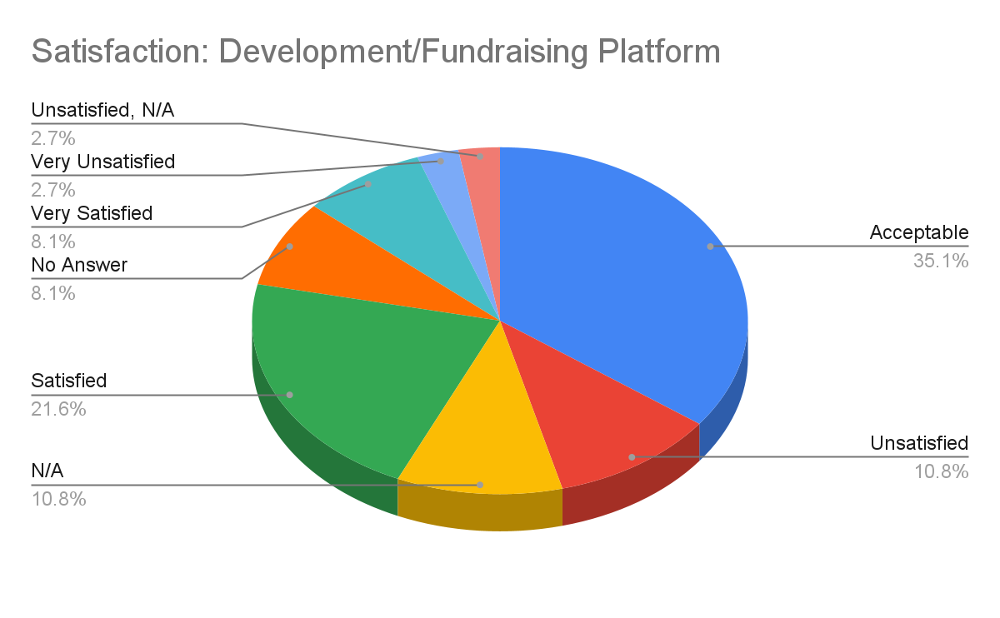 Satisfaction: Development/Fundraising Platform
Unsatisfied, N/A
2.7%
Very Unsatisfied
2.7%
Very Satisfied
8.1%
No Answer
8.1%
Satisfied
21.6%
N/A
10.8%
Acceptable
35.1%
Unsatisfied
10.8%